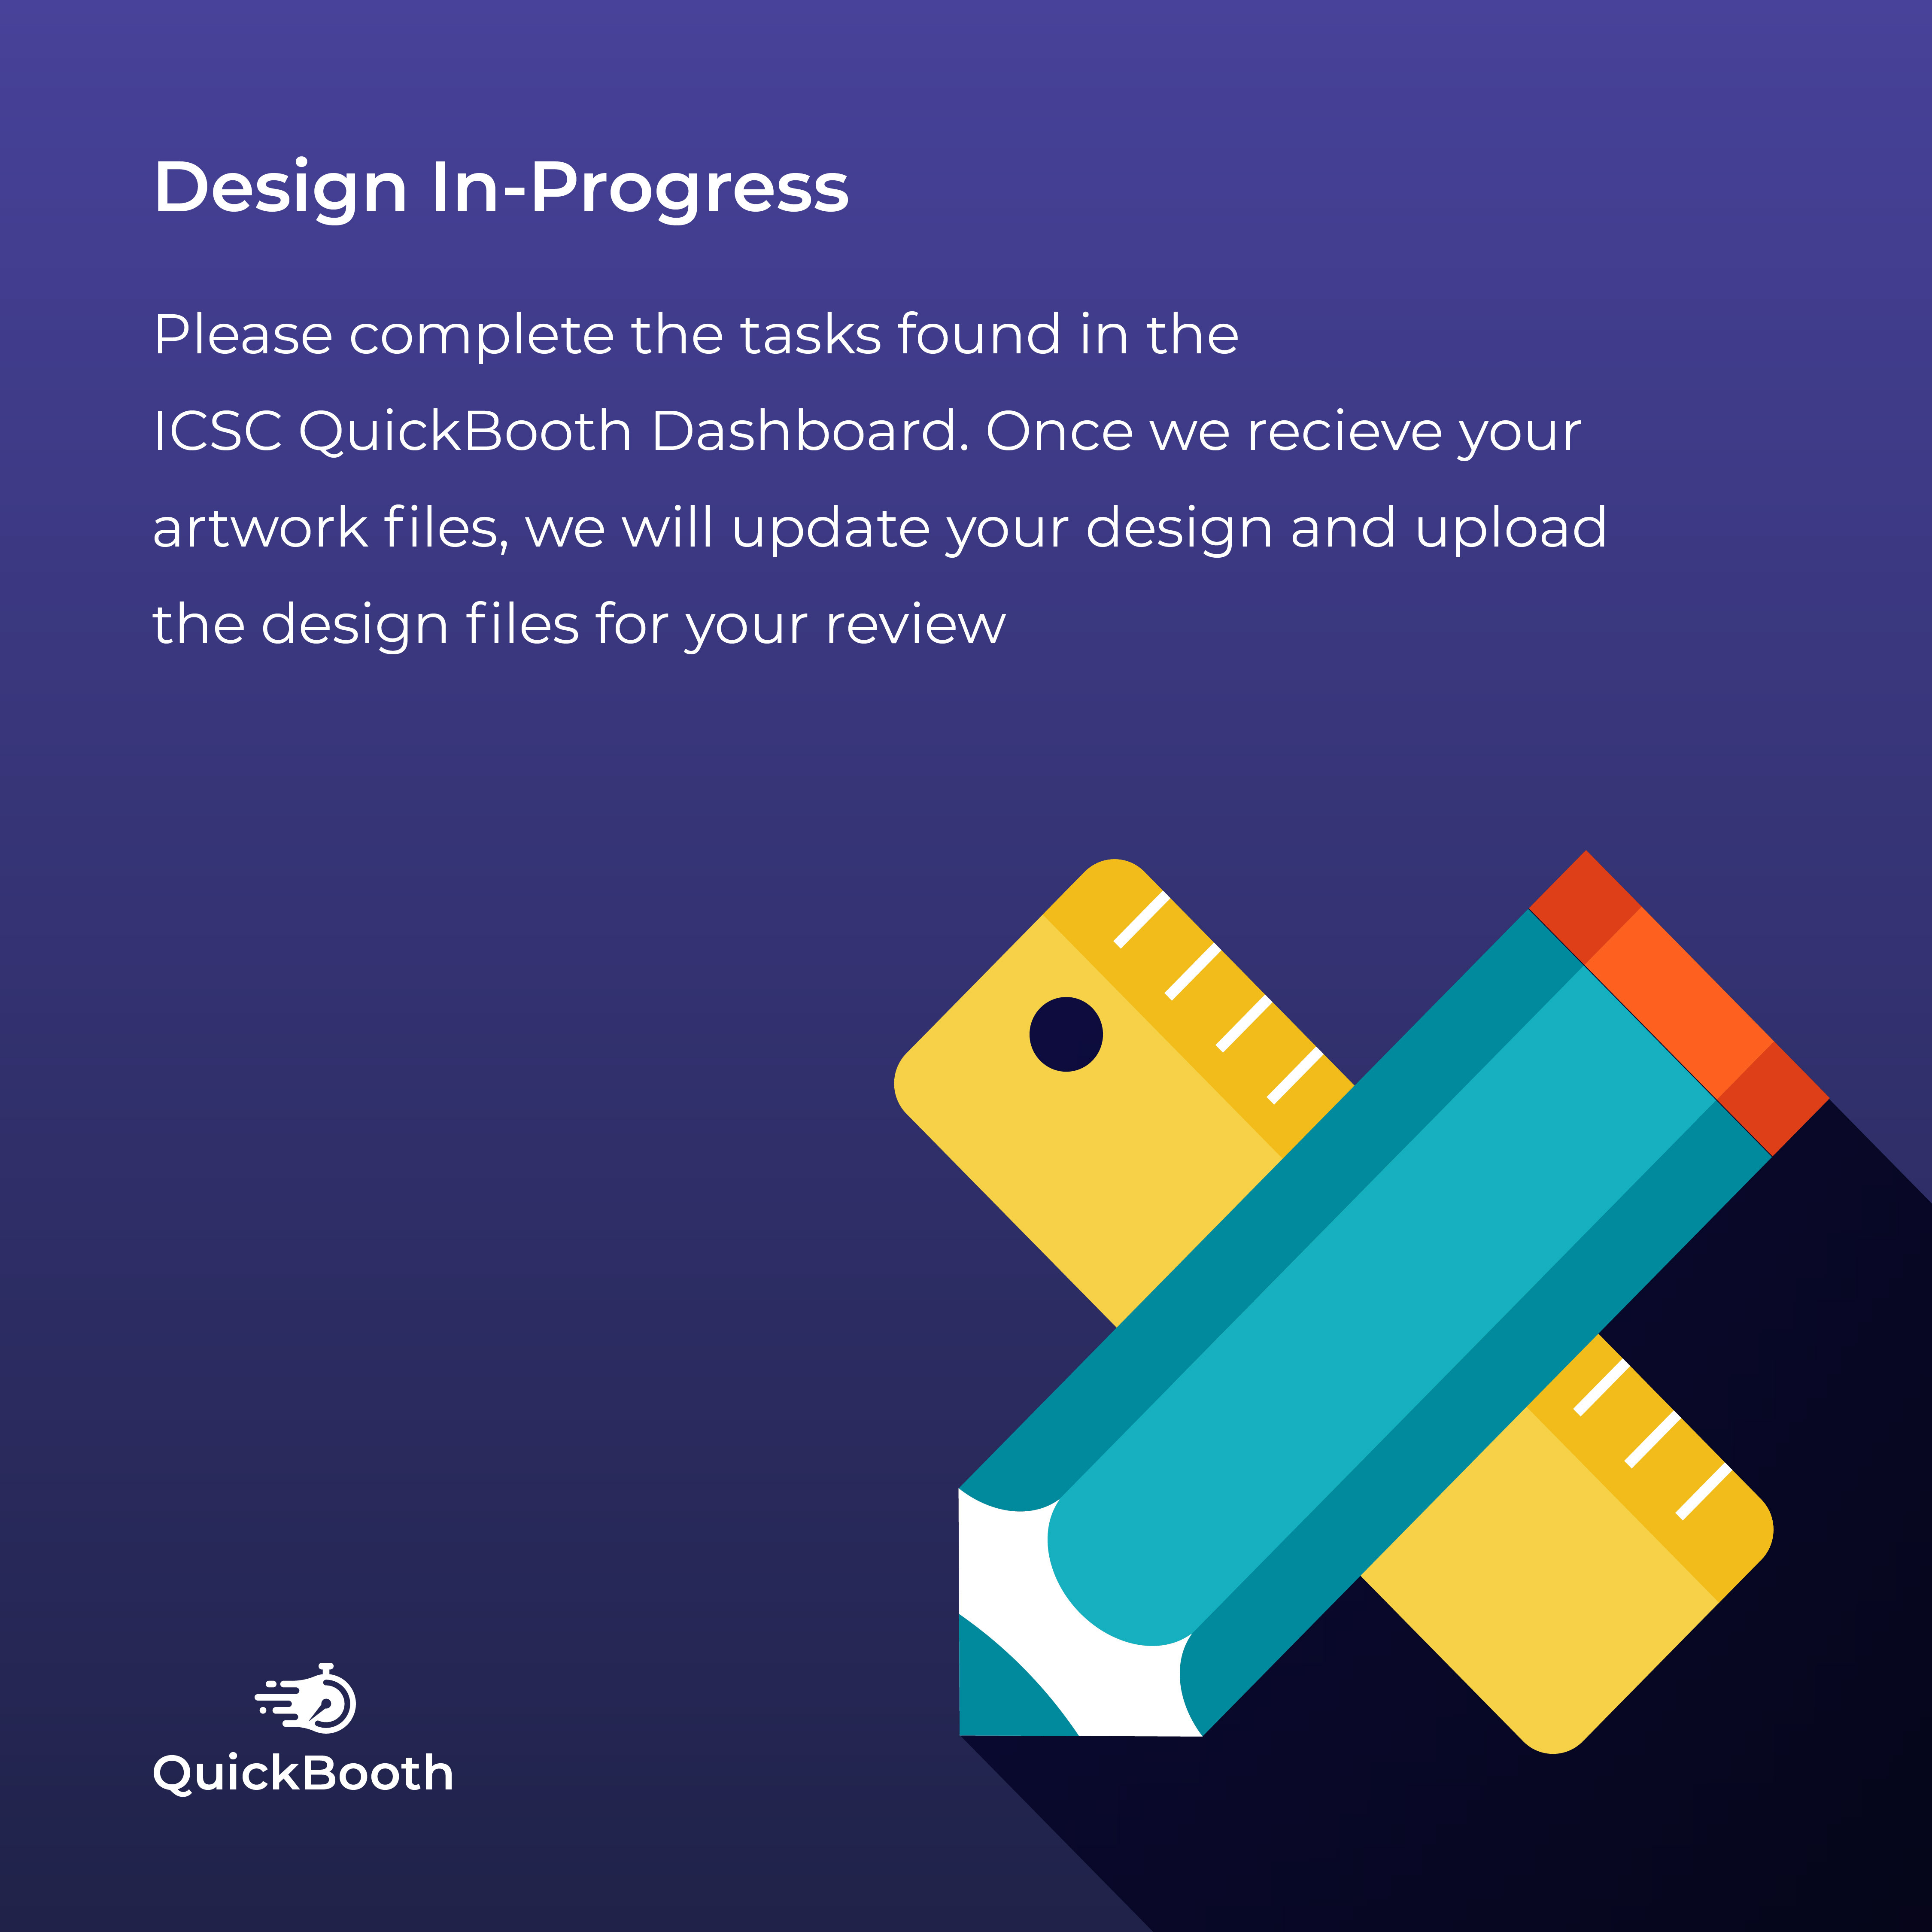 Design In-Progress
Please complete the tasks found in the
ICSC QuickBooth Dashboard. Once we recieve your
artwork files, we will update your design and upload
the design files for your review
QuickBooth